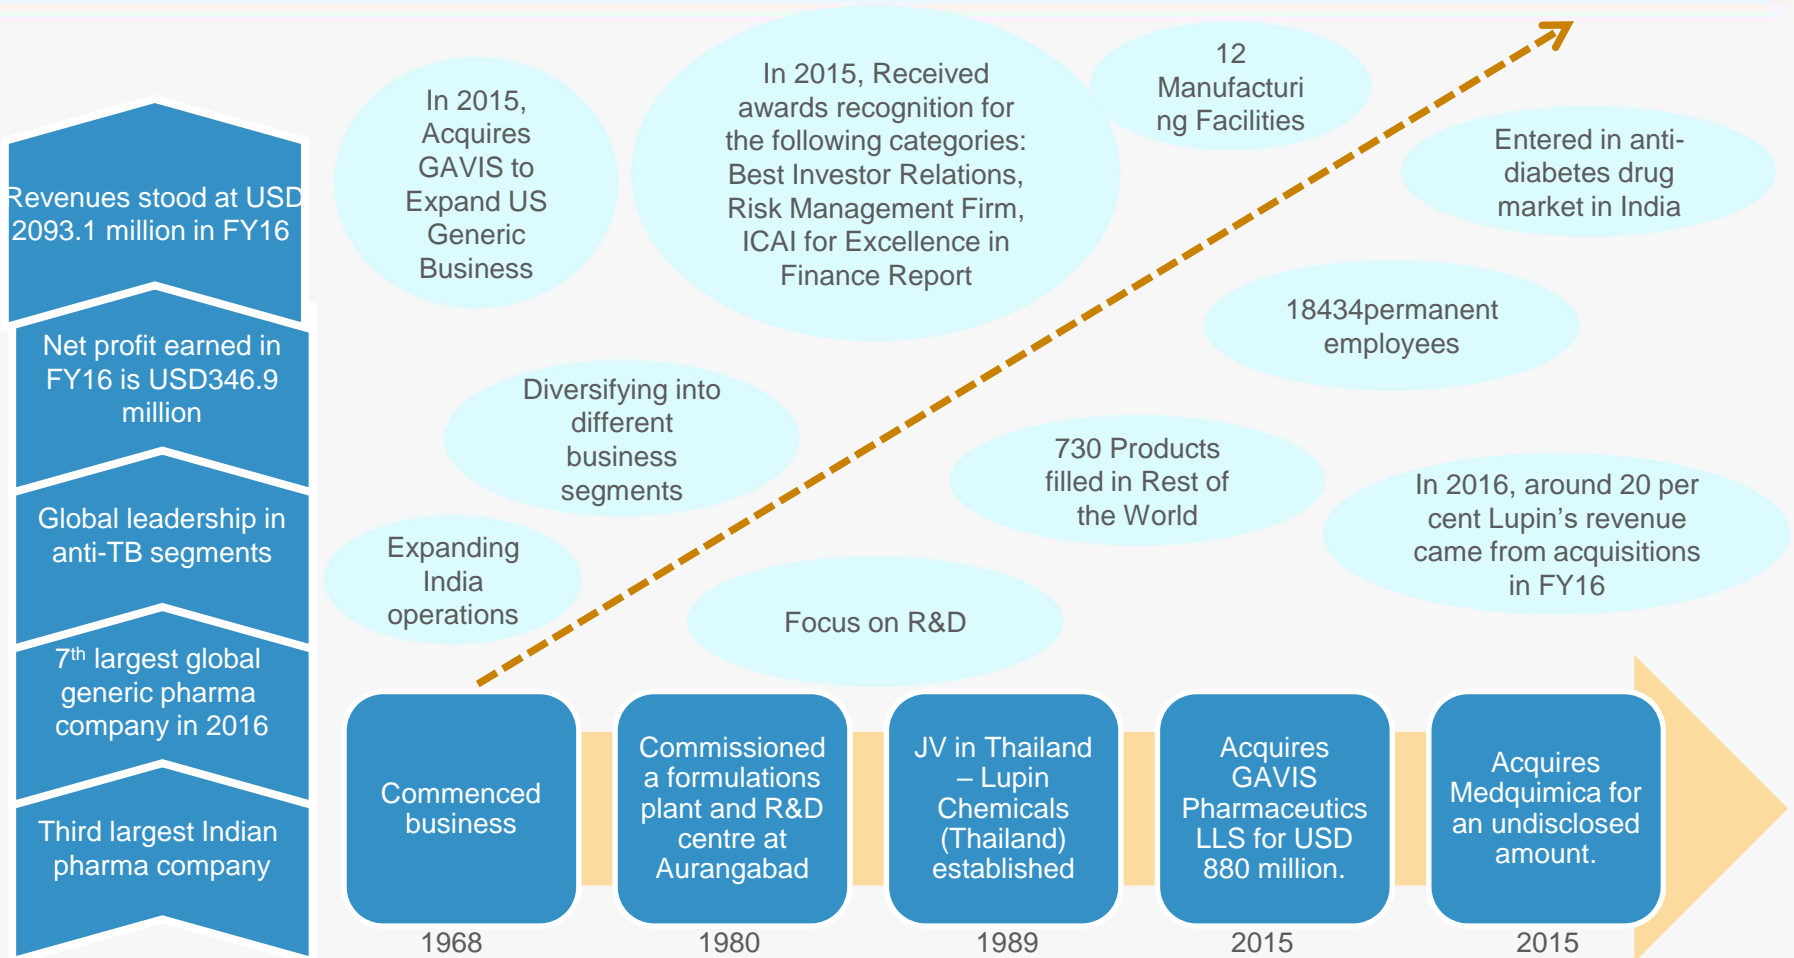 Revenues stood at USD
2093.1 million in FY16
Net profit earned in
FY16 is USD346.9
million
Global leadership in
anti-TB segments
7th largest global
generic pharma
company in 2016
Third largest Indian
pharma company
In 2015,
Acquires
GAVIS to
Expand US
Generic
Business
In 2015, Received
awards recognition for
the following categories:
Best Investor Relations,
Risk Management Firm,
ICAI for Excellence in
Finance Report
12
Manufacturi
ng Facilities
Entered in anti-
diabetes drug
market in India
18434permanent
employees
Diversifying into
different
business
segments
730 Products
filled in Rest of
the World
In 2016, around 20 per
cent Lupin’s revenue
came from acquisitions
in FY16
Expanding
India
operations
Focus on R&D
Commenced
business
Commissioned
a formulations
plant and R&D
centre at
Aurangabad
JV in Thailand
– Lupin
Chemicals
(Thailand)
established
Acquires
GAVIS
Pharmaceutics
LLS for USD
880 million.
Acquires
Medquimica for
an undisclosed
amount.
1968
1980
1989
2015
2015